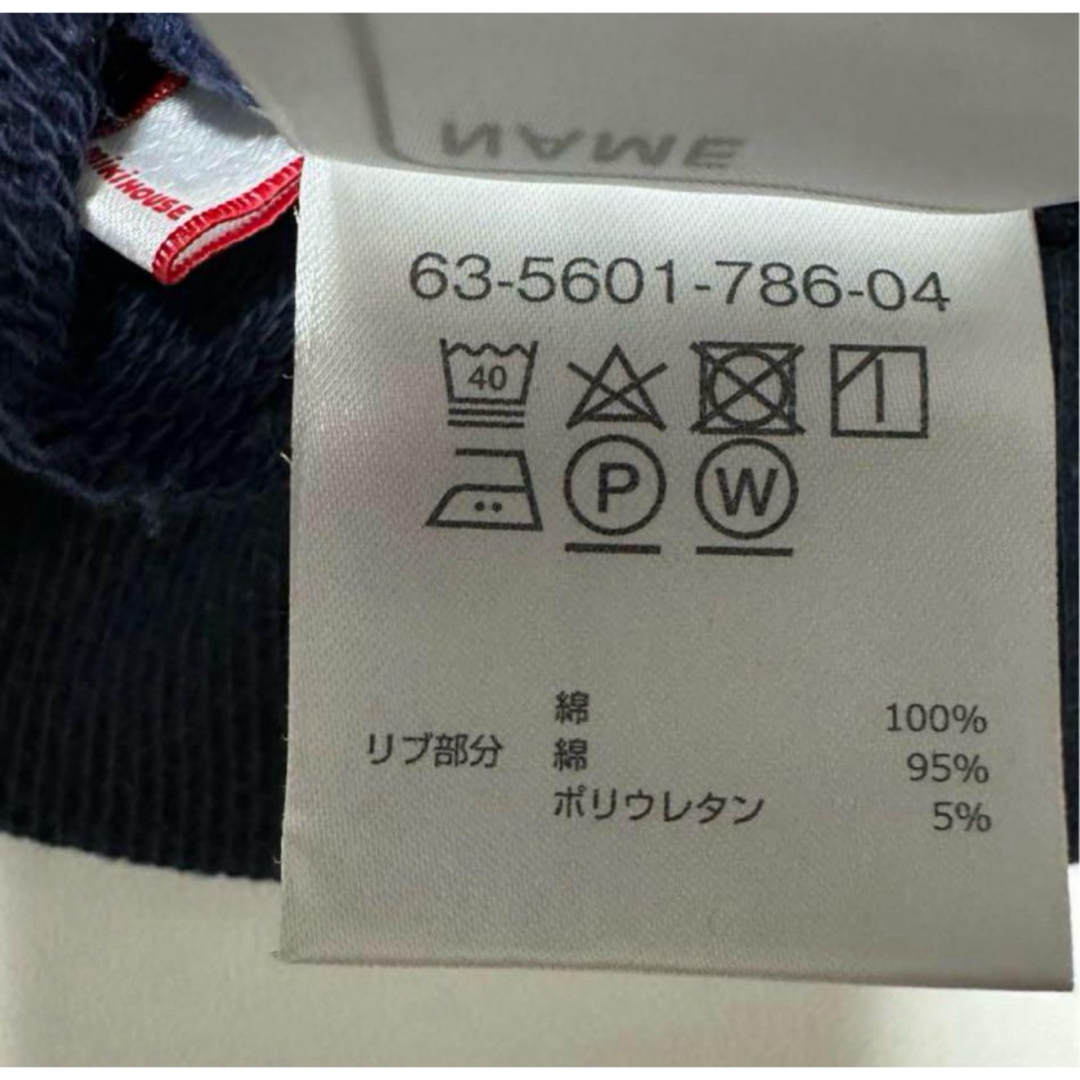 NAME
mikiHOUSE
63-5601-786-04
40
P W
綿 100%
リブ部分 綿 95%
ポリウレタン 5%